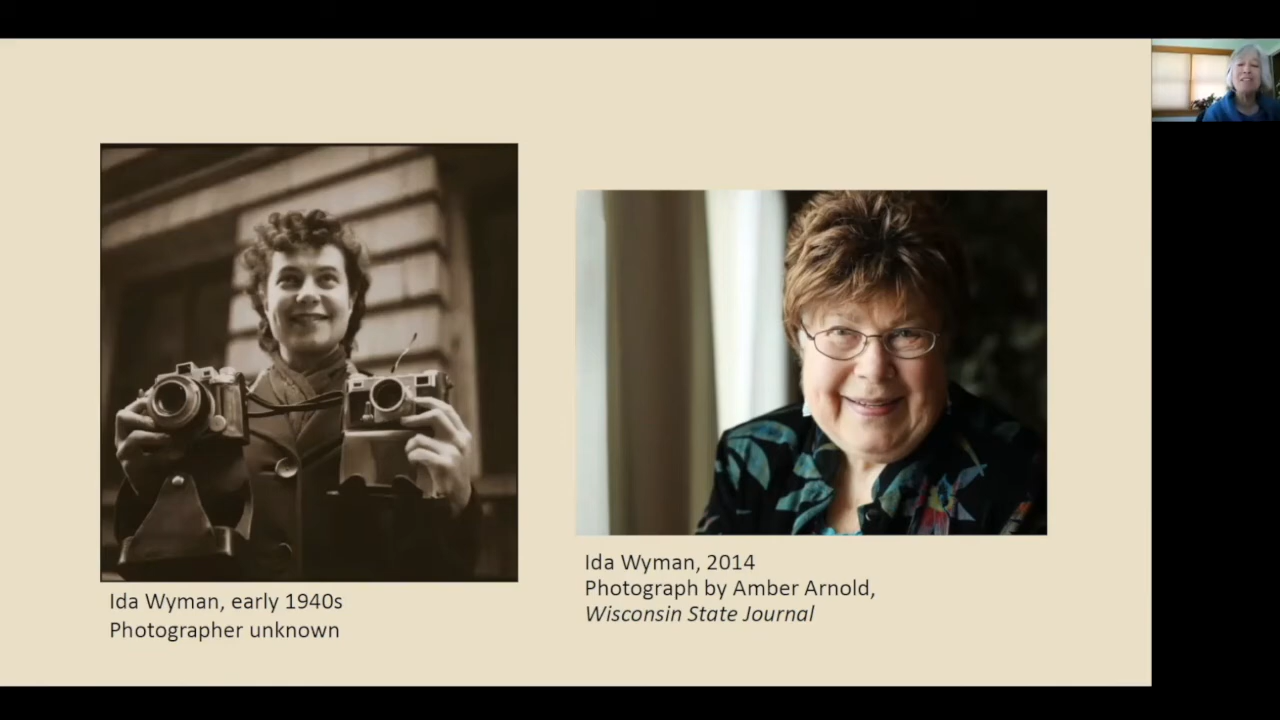 Ida Wyman, early 1940s
Photographer unknown
Ida Wyman, 2014
Photograph by Amber Arnold,
Wisconsin State Journal